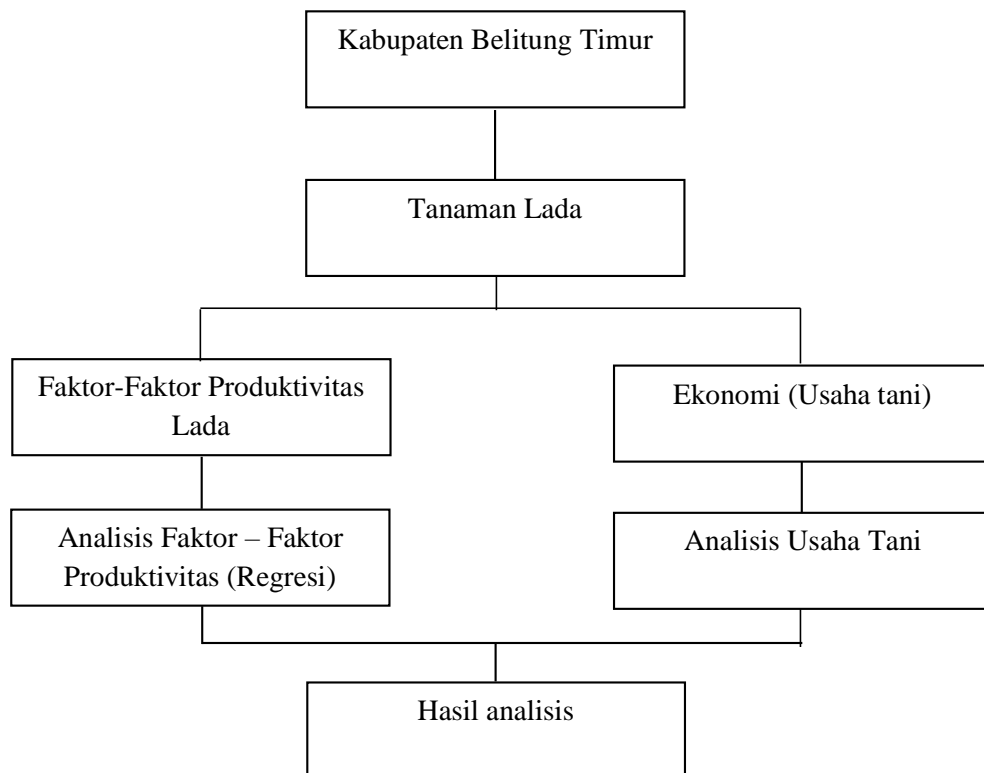 Kabupaten Belitung Timur
Tanaman Lada
Faktor-Faktor Produktivitas
Lada
Ekonomi (Usaha tani)
Analisis Faktor – Faktor
Produktivitas (Regresi)
Analisis Usaha Tani
Hasil analisis